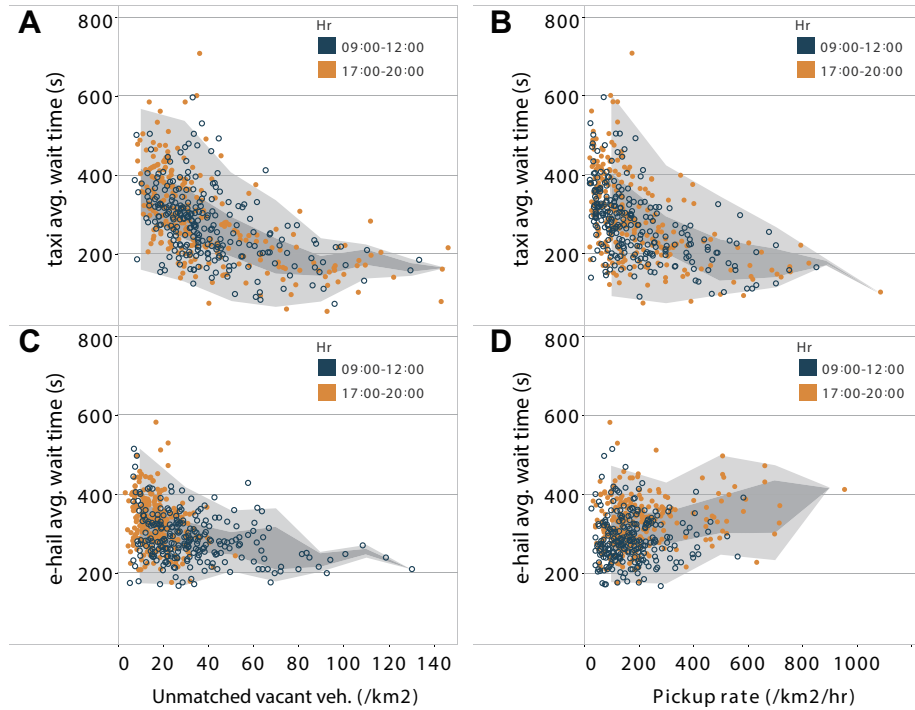 A
800
600
400
200
taxi avg. wait time (s)
Hr
09:00-12:00
17:00-20:00
B
800
600
400
200
taxi avg. wait time (s)
Hr
09:00-12:00
17:00-20:00
C
800
600
400
200
e-hail avg. wait time (s)
Hr
09:00-12:00
17:00-20:00
0 20 40 60 80 100 120 140
Unmatched vacant veh. (/km2)
D
800
600
400
200
e-hail avg. wait time (s)
Hr
09:00-12:00
17:00-20:00
0 200 400 600 800 1000
Pickup rate (/km2/hr)